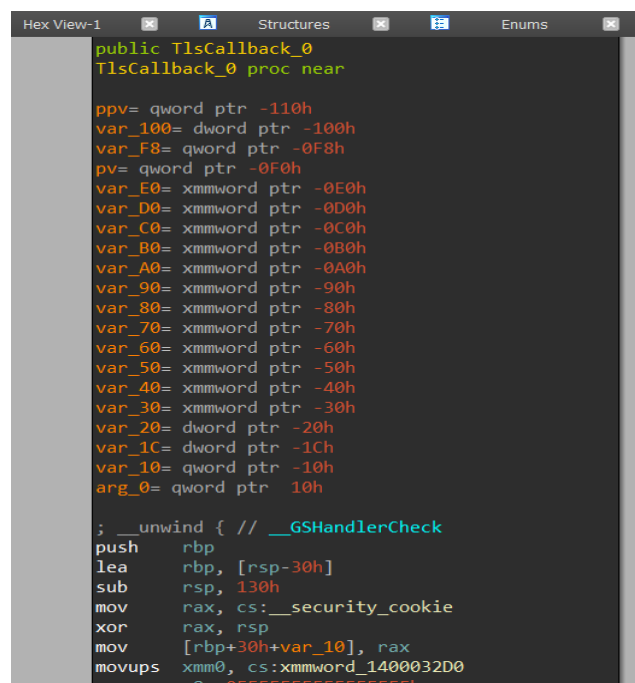 Hex View-1 Structures Enums
public TlsCallback_0
TlsCallback_0 proc near
ppv= qword ptr -110h
var_100= dword ptr -100h
var_F8= qword ptr -0F8h
pv= qword ptr -0F0h
var_E0= xmmword ptr -0E0h
var_D0= xmmword ptr -0D0h
var_C0= xmmword ptr -0C0h
var_B0= xmmword ptr -0B0h
var_A0= xmmword ptr -0A0h
var_90= xmmword ptr -90h
var_80= xmmword ptr -80h
var_70= xmmword ptr -70h
var_60= xmmword ptr -60h
var_50= xmmword ptr -50h
var_40= xmmword ptr -40h
var_30= xmmword ptr -30h
var_20= dword ptr -20h
var_1C= dword ptr -1Ch
var_10= qword ptr -10h
arg_0= qword ptr  10h
; __unwind { // __GSHandlerCheck
push    rbp
lea     rbp, [rsp-30h]
sub     rsp, 130h
mov     rax, cs:__security_cookie
xor     rax, rsp
mov     [rbp+30h+var_10], rax
movups  xmm0, cs:xmmword_1400032D0